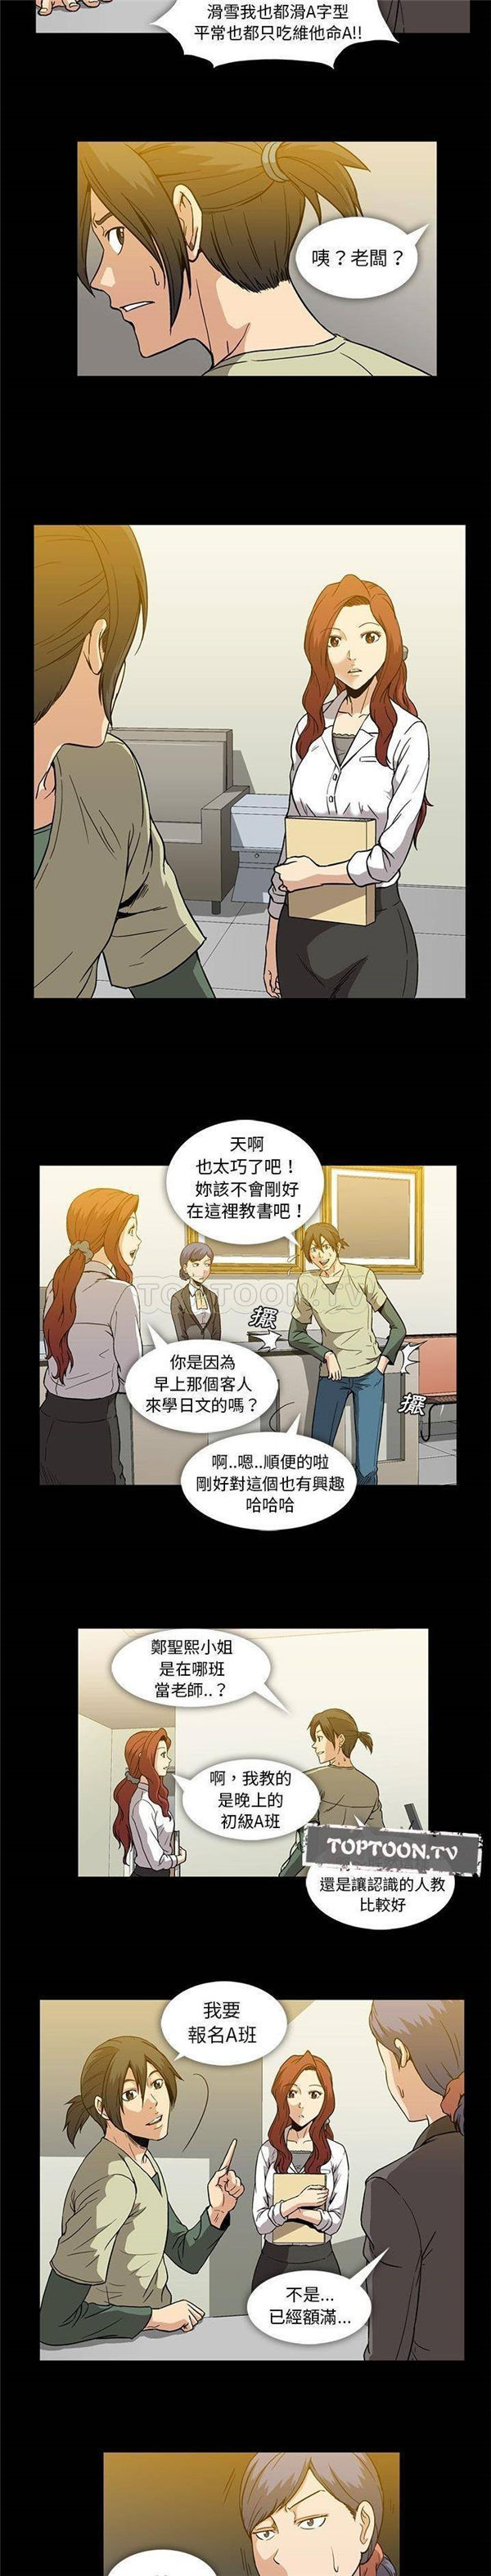 滑雪我也都滑A字型
平常也都只吃維他命A!!
咦？老闆？
天啊
也太巧了吧！
妳該不會剛好
在這裡教書吧！
TOPTOON.TV
擺
你是因為
早上那個客人
來學日文的嗎？
擺
啊..嗯..順便的啦
剛好對這個也有興趣
哈哈哈
鄭聖熙小姐
是在哪班
當老師..？
啊，我教的
是晚上的
初級A班
TOPTOON.TV
還是讓認識的人教
比較好
我要
報名A班
不是...
已經額滿...